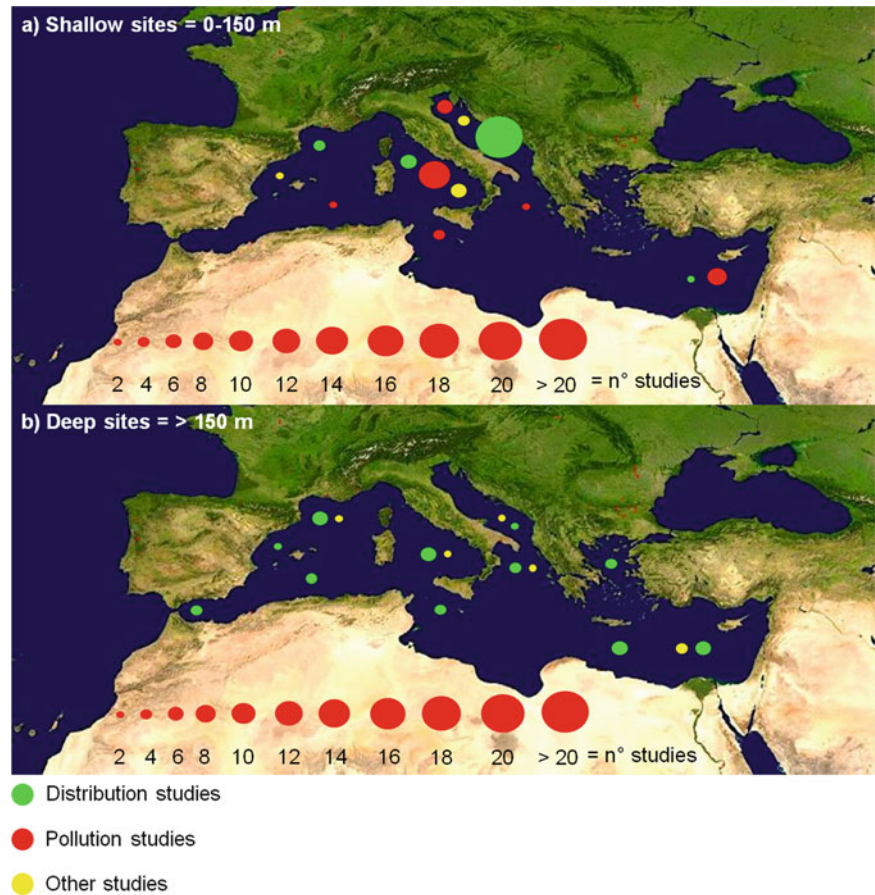 a) Shallow sites = 0-150 m
2 4 6 8 10 12 14 16 18 20 > 20 = n° studies
b) Deep sites = > 150 m
2 4 6 8 10 12 14 16 18 20 > 20 = n° studies
Distribution studies
Pollution studies
Other studies